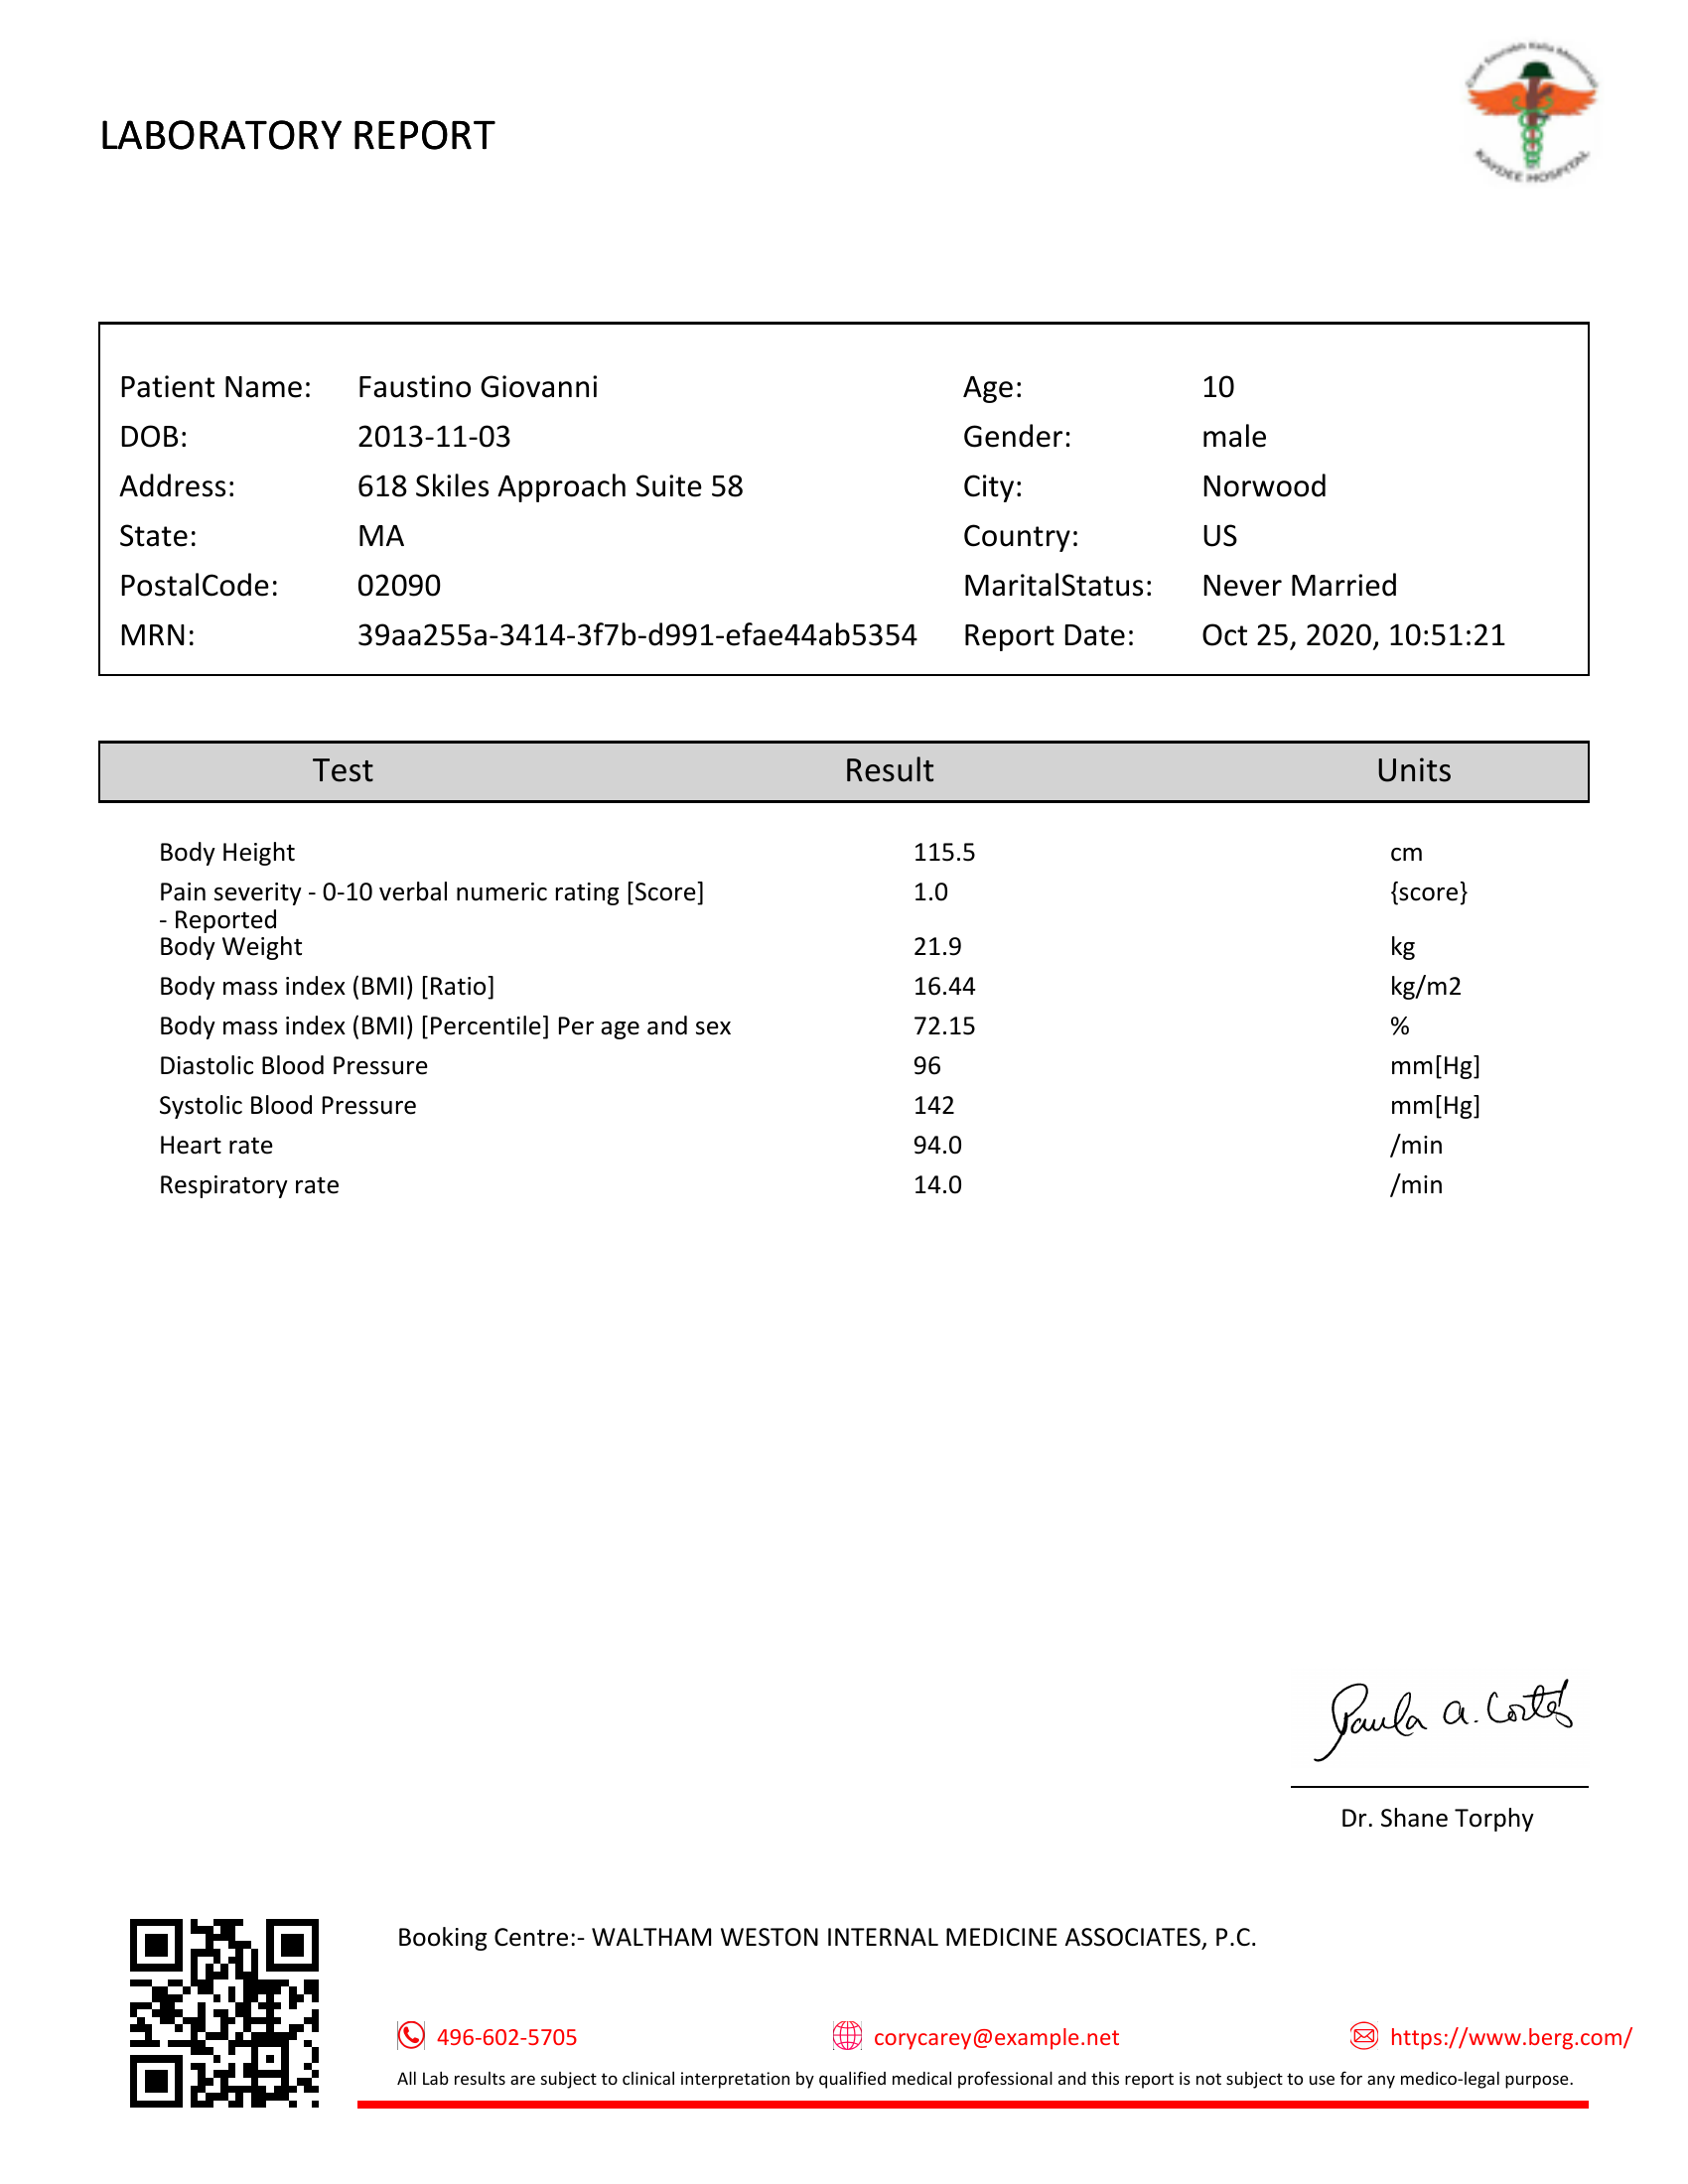 LABORATORY REPORT
KAYDEE HOSPITAL
Patient Name: Faustino Giovanni Age: 10
DOB: 2013-11-03 Gender: male
Address: 618 Skiles Approach Suite 58 City: Norwood
State: MA Country: US
PostalCode: 02090 MaritalStatus: Never Married
MRN: 39aa255a-3414-3f7b-d991-efae44ab5354 Report Date: Oct 25, 2020, 10:51:21
Test Result Units
Body Height 115.5 cm
Pain severity - 0-10 verbal numeric rating [Score] 1.0 {score}
- Reported
Body Weight 21.9 kg
Body mass index (BMI) [Ratio] 16.44 kg/m2
Body mass index (BMI) [Percentile] Per age and sex 72.15 %
Diastolic Blood Pressure 96 mm[Hg]
Systolic Blood Pressure 142 mm[Hg]
Heart rate 94.0 /min
Respiratory rate 14.0 /min
Paula A. Cortes
Dr. Shane Torphy
Booking Centre:- WALTHAM WESTON INTERNAL MEDICINE ASSOCIATES, P.C.
496-602-5705 corycarey@example.net https://www.berg.com/
All Lab results are subject to clinical interpretation by qualified medical professional and this report is not subject to use for any medico-legal purpose.